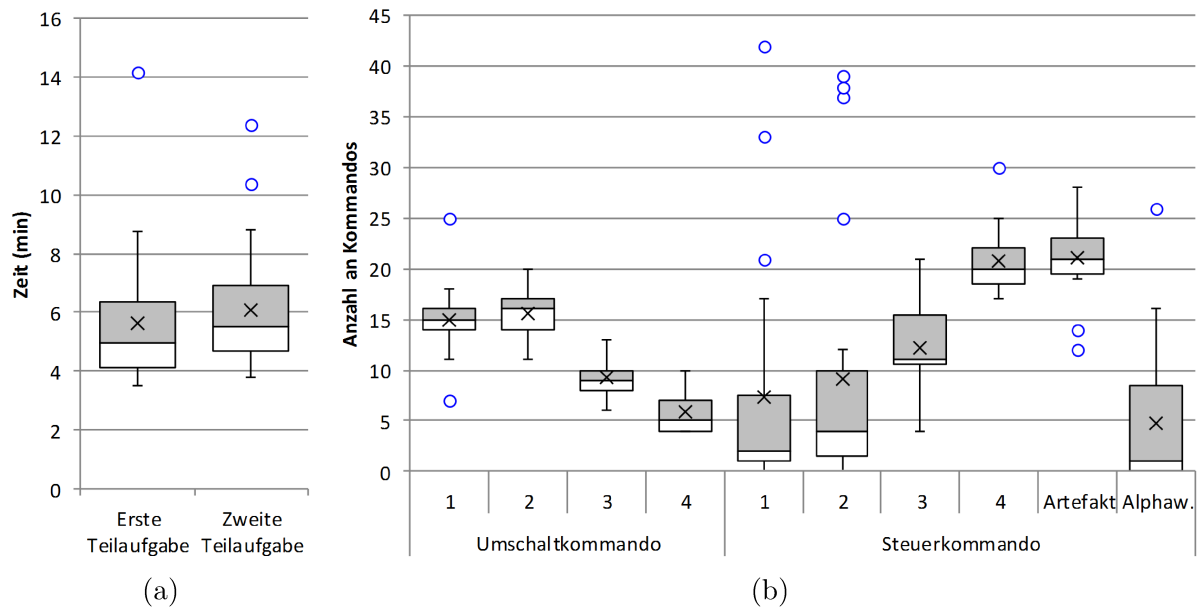 16
14
12
10
8
6
4
2
0
Zeit (min)
Erste
Teilaufgabe
Zweite
Teilaufgabe
(a)
45
40
35
30
25
20
15
10
5
0
Anzahl an Kommandos
1 2 3 4 1 2 3 4 Artefakt Alphaw.
Umschaltkommando Steuerkommando
(b)